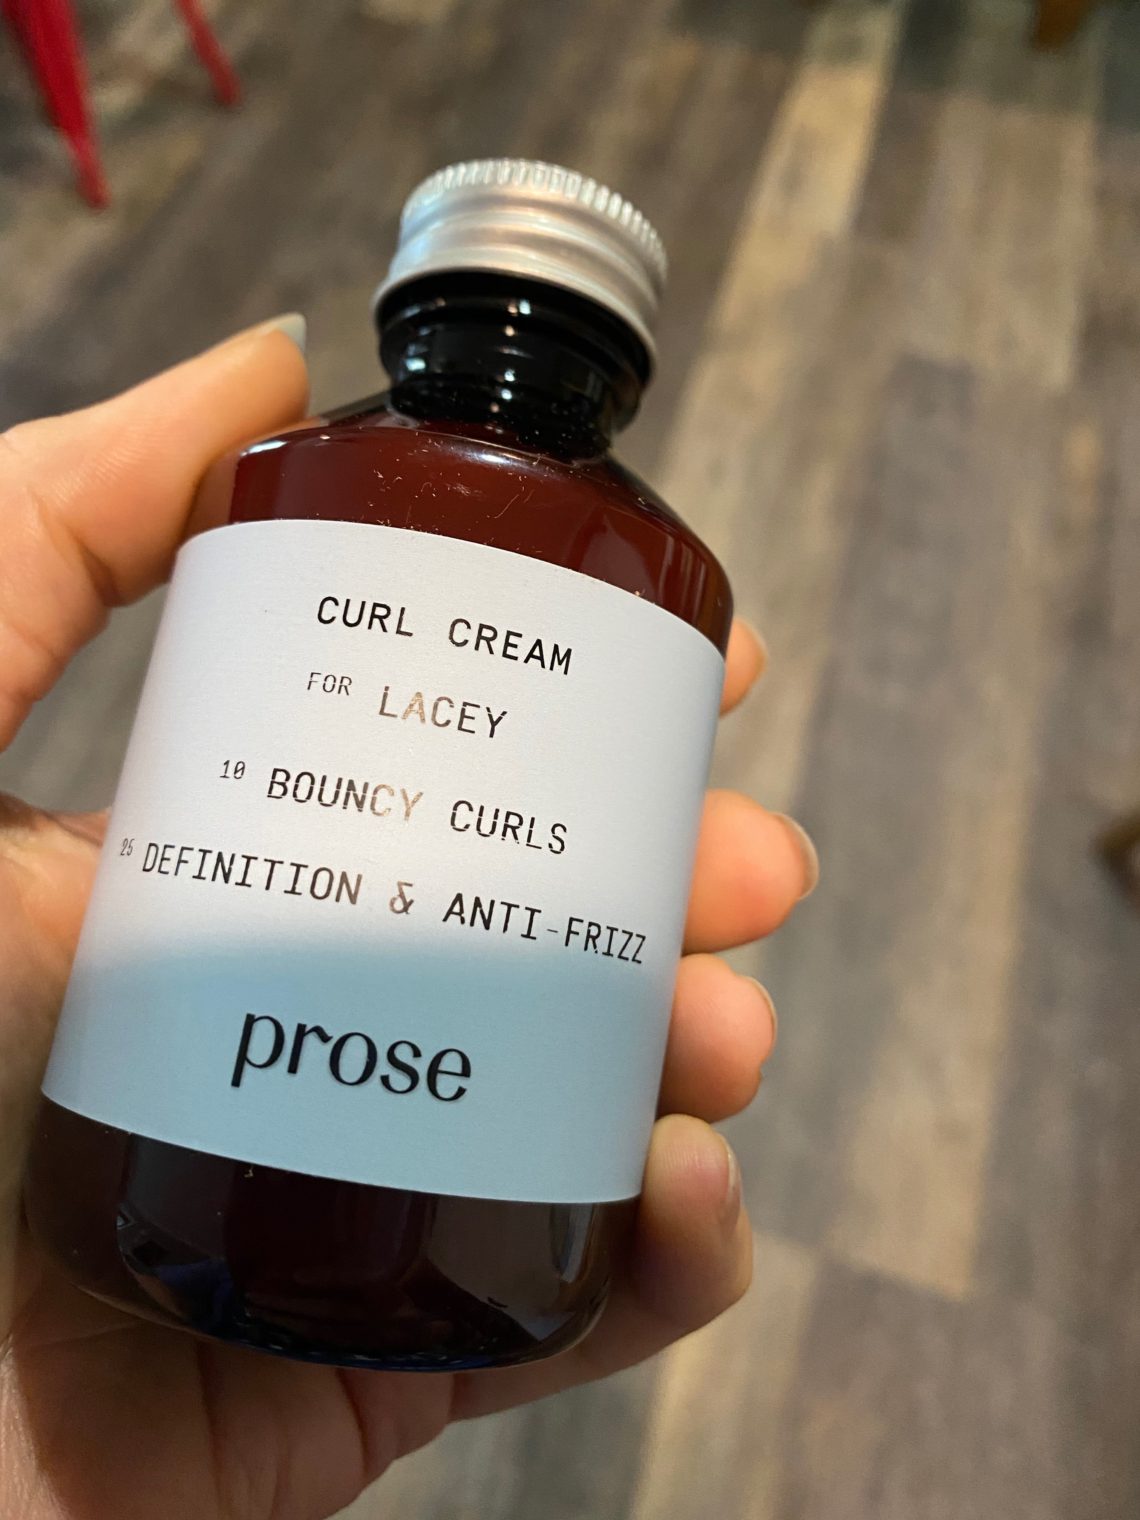 CURL CREAM
FOR LACEY
10 BOUNCY CURLS
25 DEFINITION & ANTI-FRIZZ
prose